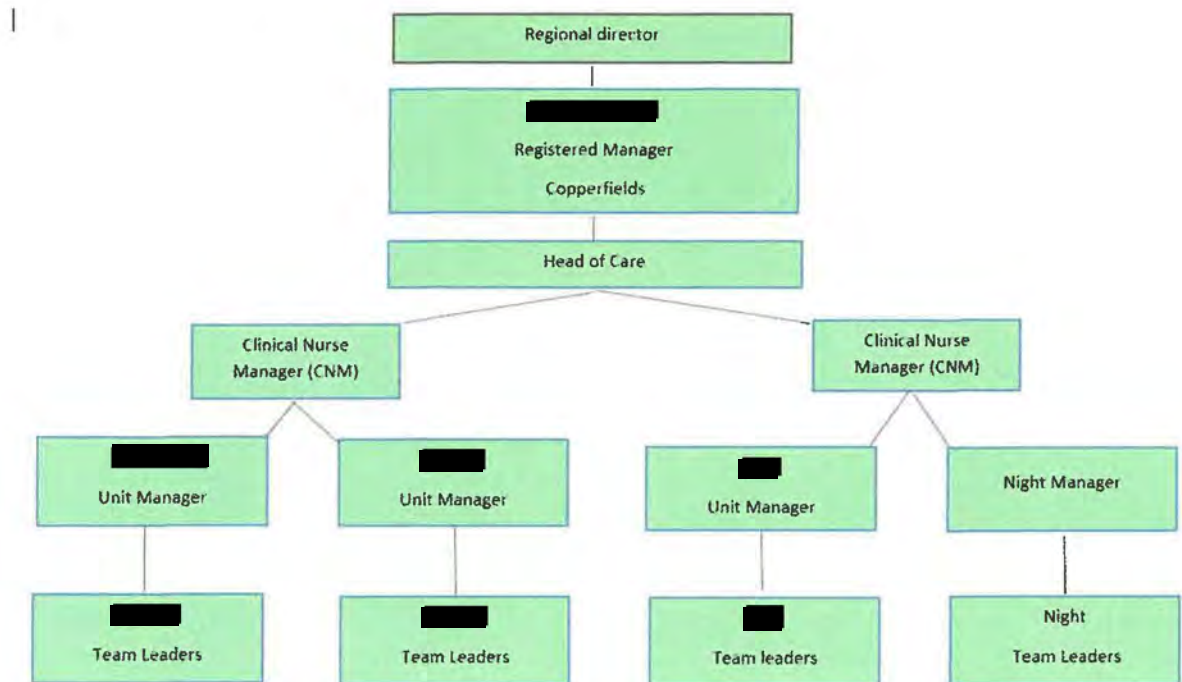 Regional director
Registered Manager
Copperfields
Head of Care
Clinical Nurse
Manager (CNM)
Clinical Nurse
Manager (CNM)
Unit Manager
Unit Manager
Unit Manager
Night Manager
Team Leaders
Team Leaders
Team leaders
Night
Team Leaders